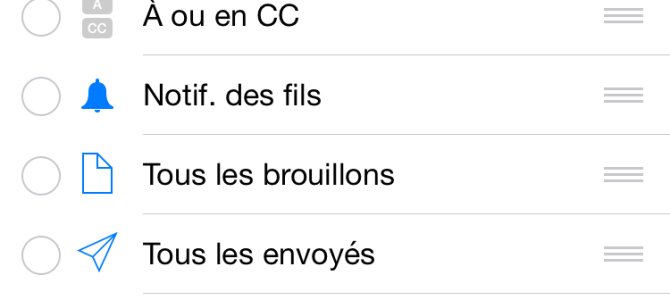 À
CC
À ou en CC
Notif. des fils
Tous les brouillons
Tous les envoyés